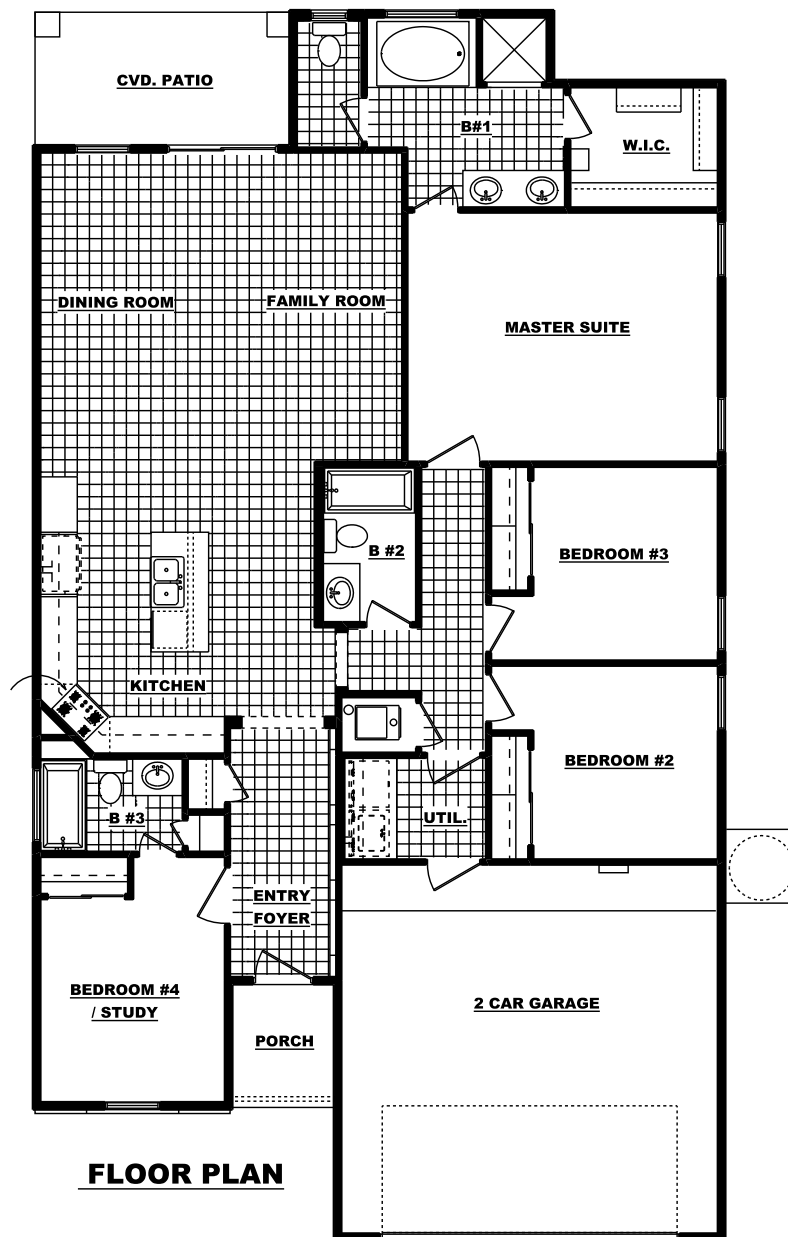 CVD. PATIO
B#1
W.I.C.
DINING ROOM
FAMILY ROOM
MASTER SUITE
B #2
BEDROOM #3
KITCHEN
BEDROOM #2
B #3
UTIL.
ENTRY
FOYER
BEDROOM #4
/ STUDY
2 CAR GARAGE
PORCH
FLOOR PLAN